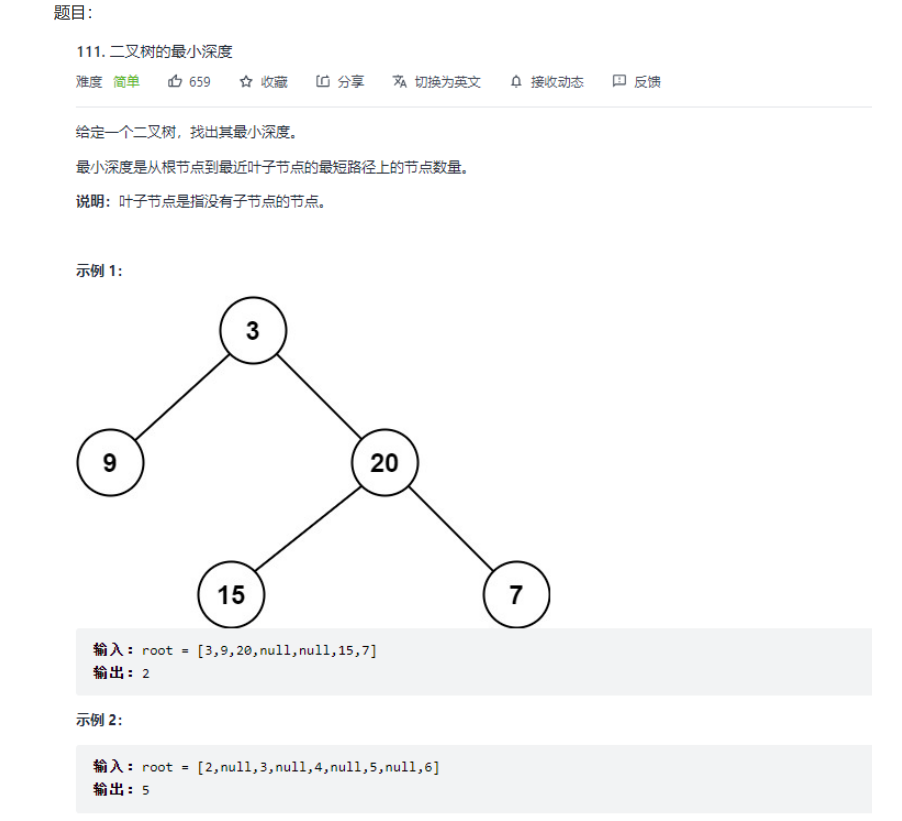 题目：
111. 二叉树的最小深度
难度 简单 659 收藏 分享 切换为英文 接收动态 反馈
给定一个二叉树，找出其最小深度。
最小深度是从根节点到最近叶子节点的最短路径上的节点数量。
说明：叶子节点是指没有子节点的节点。
示例 1：
3
9
20
15
7
输入：root = [3,9,20,null,null,15,7]
输出：2
示例 2：
输入：root = [2,null,3,null,4,null,5,null,6]
输出：5